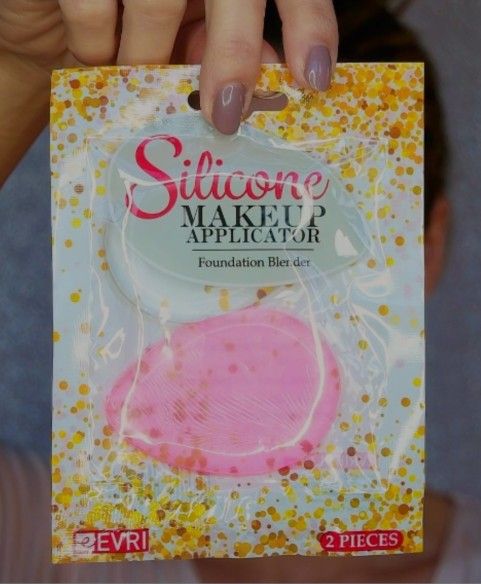 Silicone
MAKEUP
APPLICATOR
Foundation Blender
e EVRI
2 PIECES